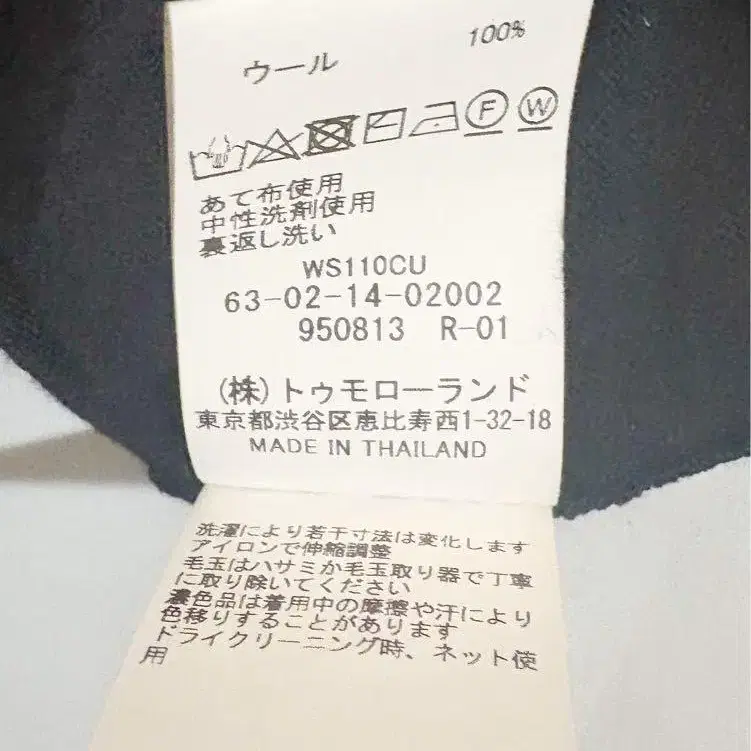 ウール 100%
F W
あて布使用
中性洗剤使用
裏返し洗い
WS110CU
63-02-14-02002
950813 R-01
(株)トゥモローランド
東京都渋谷区恵比寿西1-32-18
MADE IN THAILAND
洗濯により若干寸法は変化します
アイロンで伸縮調整
毛玉はハサミか毛玉取り器で丁寧
に取り除いてください
濃色品は着用中の摩擦や汗により
色移りすることがあります
ドライクリーニング時、ネット使
用